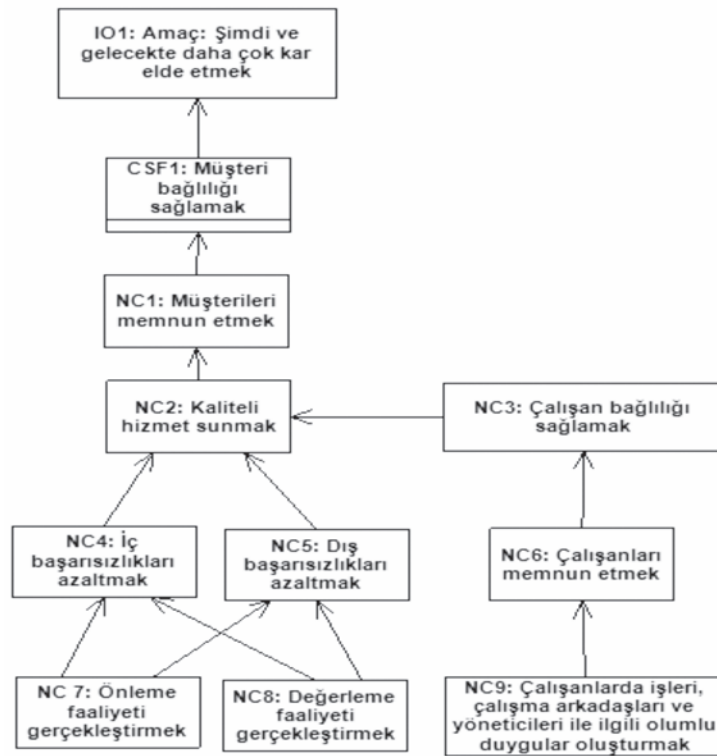 IO1: Amaç: Şimdi ve
gelecekte daha çok kar
elde etmek
CSF1: Müşteri
bağlılığı
sağlamak
NC1: Müşterileri
memnun etmek
NC2: Kaliteli
hizmet sunmak
NC3: Çalışan bağlılığı
sağlamak
NC4: İç
başarısızlıkları
azaltmak
NC5: Dış
başarısızlıkları
azaltmak
NC6: Çalışanları
memnun etmek
NC 7: Önleme
faaliyeti
gerçekleştirmek
NC8: Değerleme
faaliyeti
gerçekleştirmek
NC9: Çalışanlarda işleri,
çalışma arkadaşları ve
yöneticileri ile ilgili olumlu
duygular oluşturmak